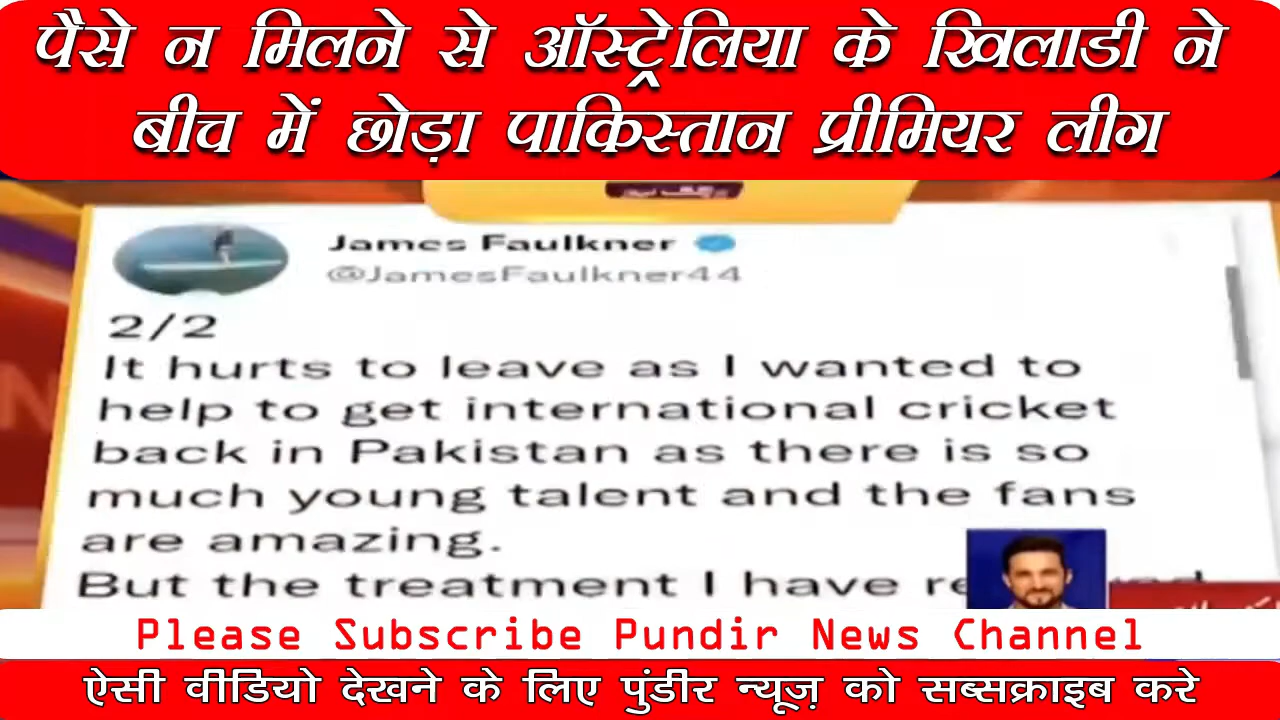 पैसे न मिलने से ऑस्ट्रेलिया के खिलाडी ने
बीच में छोड़ा पाकिस्तान प्रीमियर लीग
James Faulkner
@JamesFaulkner44
2/2
It hurts to leave as I wanted to
help to get international cricket
back in Pakistan as there is so
much young talent and the fans
are amazing.
But the treatment I have
Please Subscribe Pundir News Channel
ऐसी वीडियो देखने के लिए पुंडीर न्यूज़ को सब्सक्राइब करे